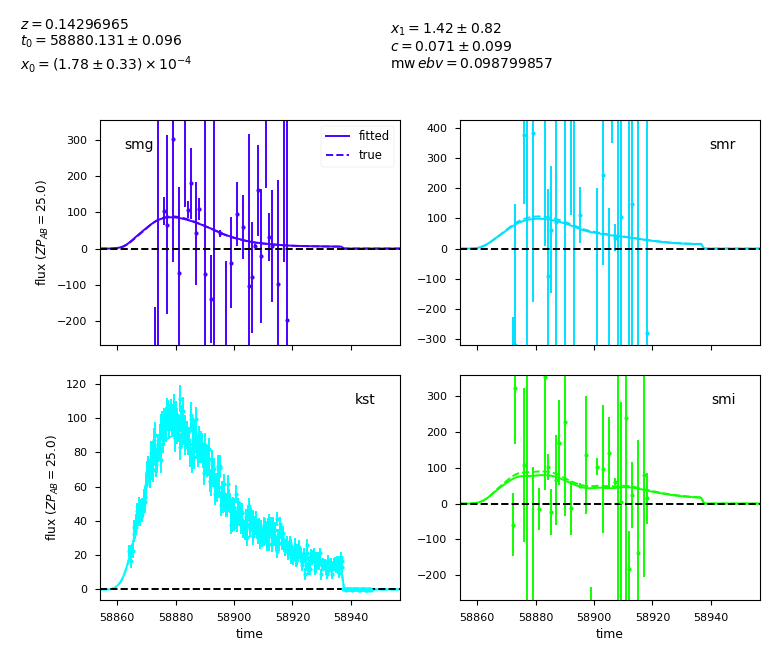 z = 0.14296965
t₀ = 58880.131 ± 0.096
x₀ = (1.78 ± 0.33) × 10⁻⁴
x₁ = 1.42 ± 0.82
c = 0.071 ± 0.099
mw ebv = 0.098799857
smg
fitted
true
300
200
100
0
−100
−200
flux (ZP_AB = 25.0)
smr
400
300
200
100
0
−100
−200
−300
kst
120
100
80
60
40
20
0
flux (ZP_AB = 25.0)
58860 58880 58900 58920 58940
time
smi
300
200
100
0
−100
−200
58860 58880 58900 58920 58940
time